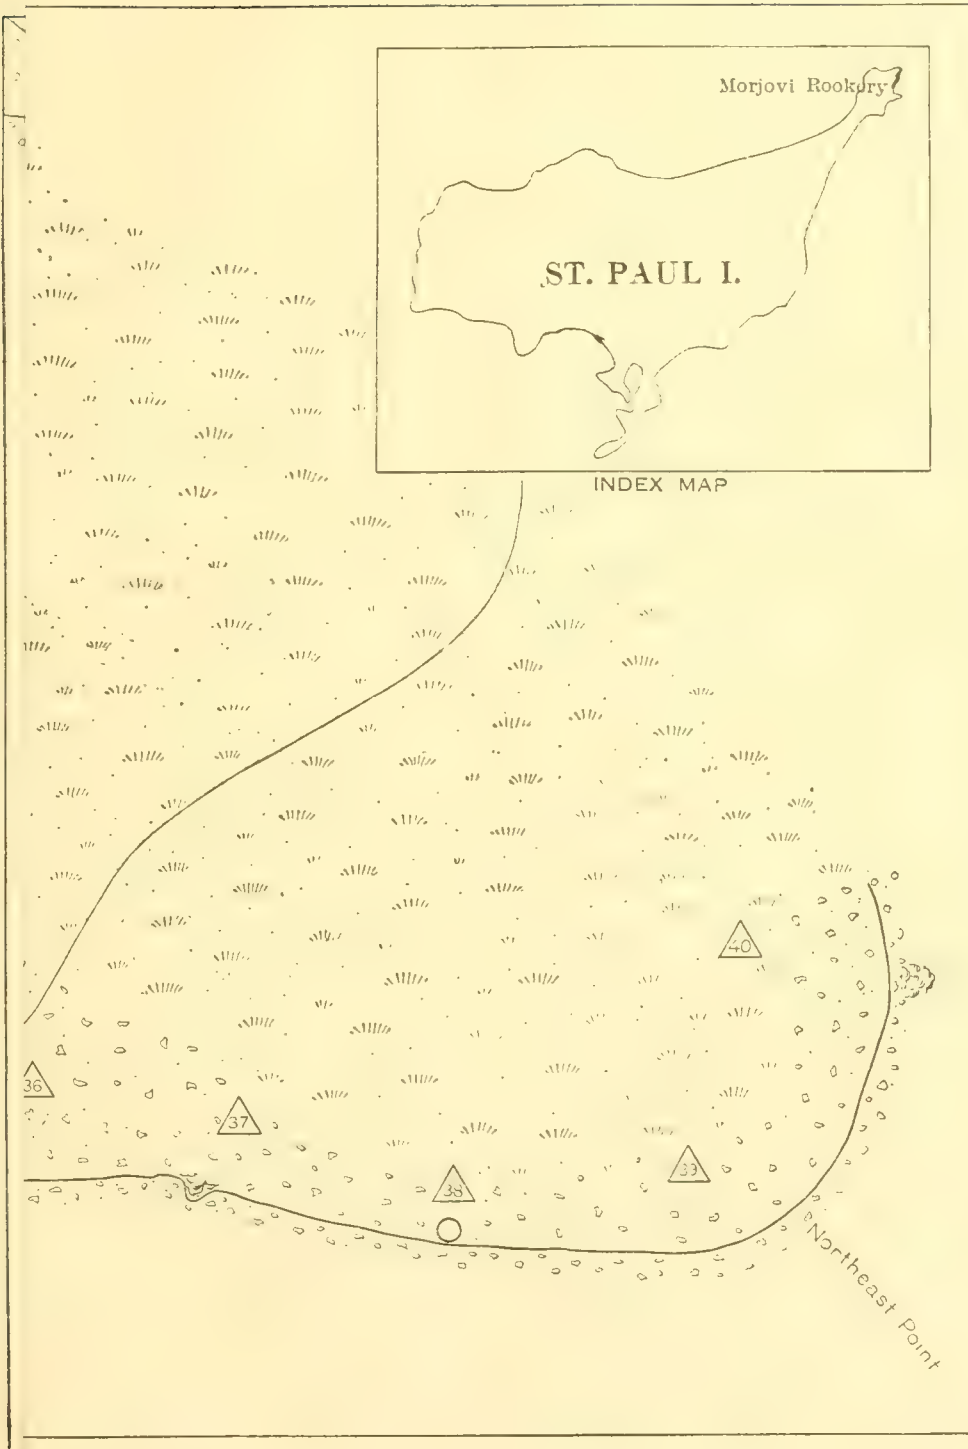 Morjovi Rookery
ST. PAUL I.
INDEX MAP
40
36
37
38
39
Northeast Point